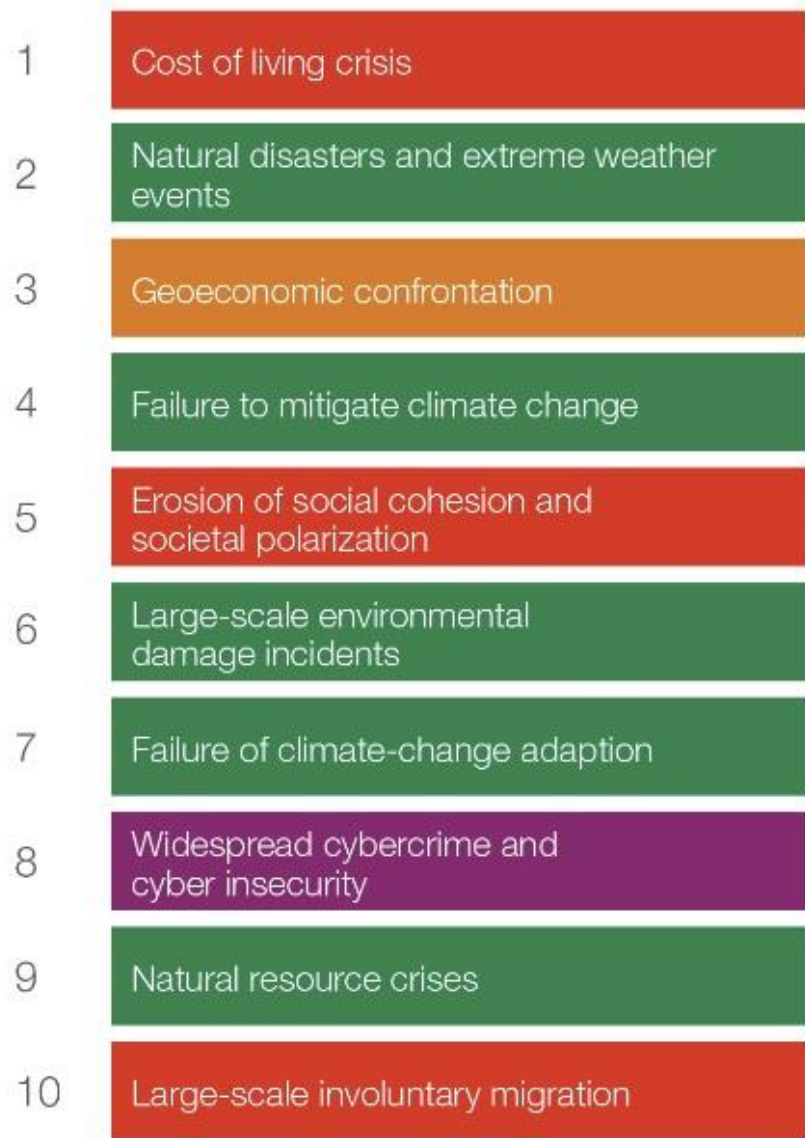 1 Cost of living crisis
2 Natural disasters and extreme weather
events
3 Geoeconomic confrontation
4 Failure to mitigate climate change
5 Erosion of social cohesion and
societal polarization
6 Large-scale environmental
damage incidents
7 Failure of climate-change adaption
8 Widespread cybercrime and
cyber insecurity
9 Natural resource crises
10 Large-scale involuntary migration